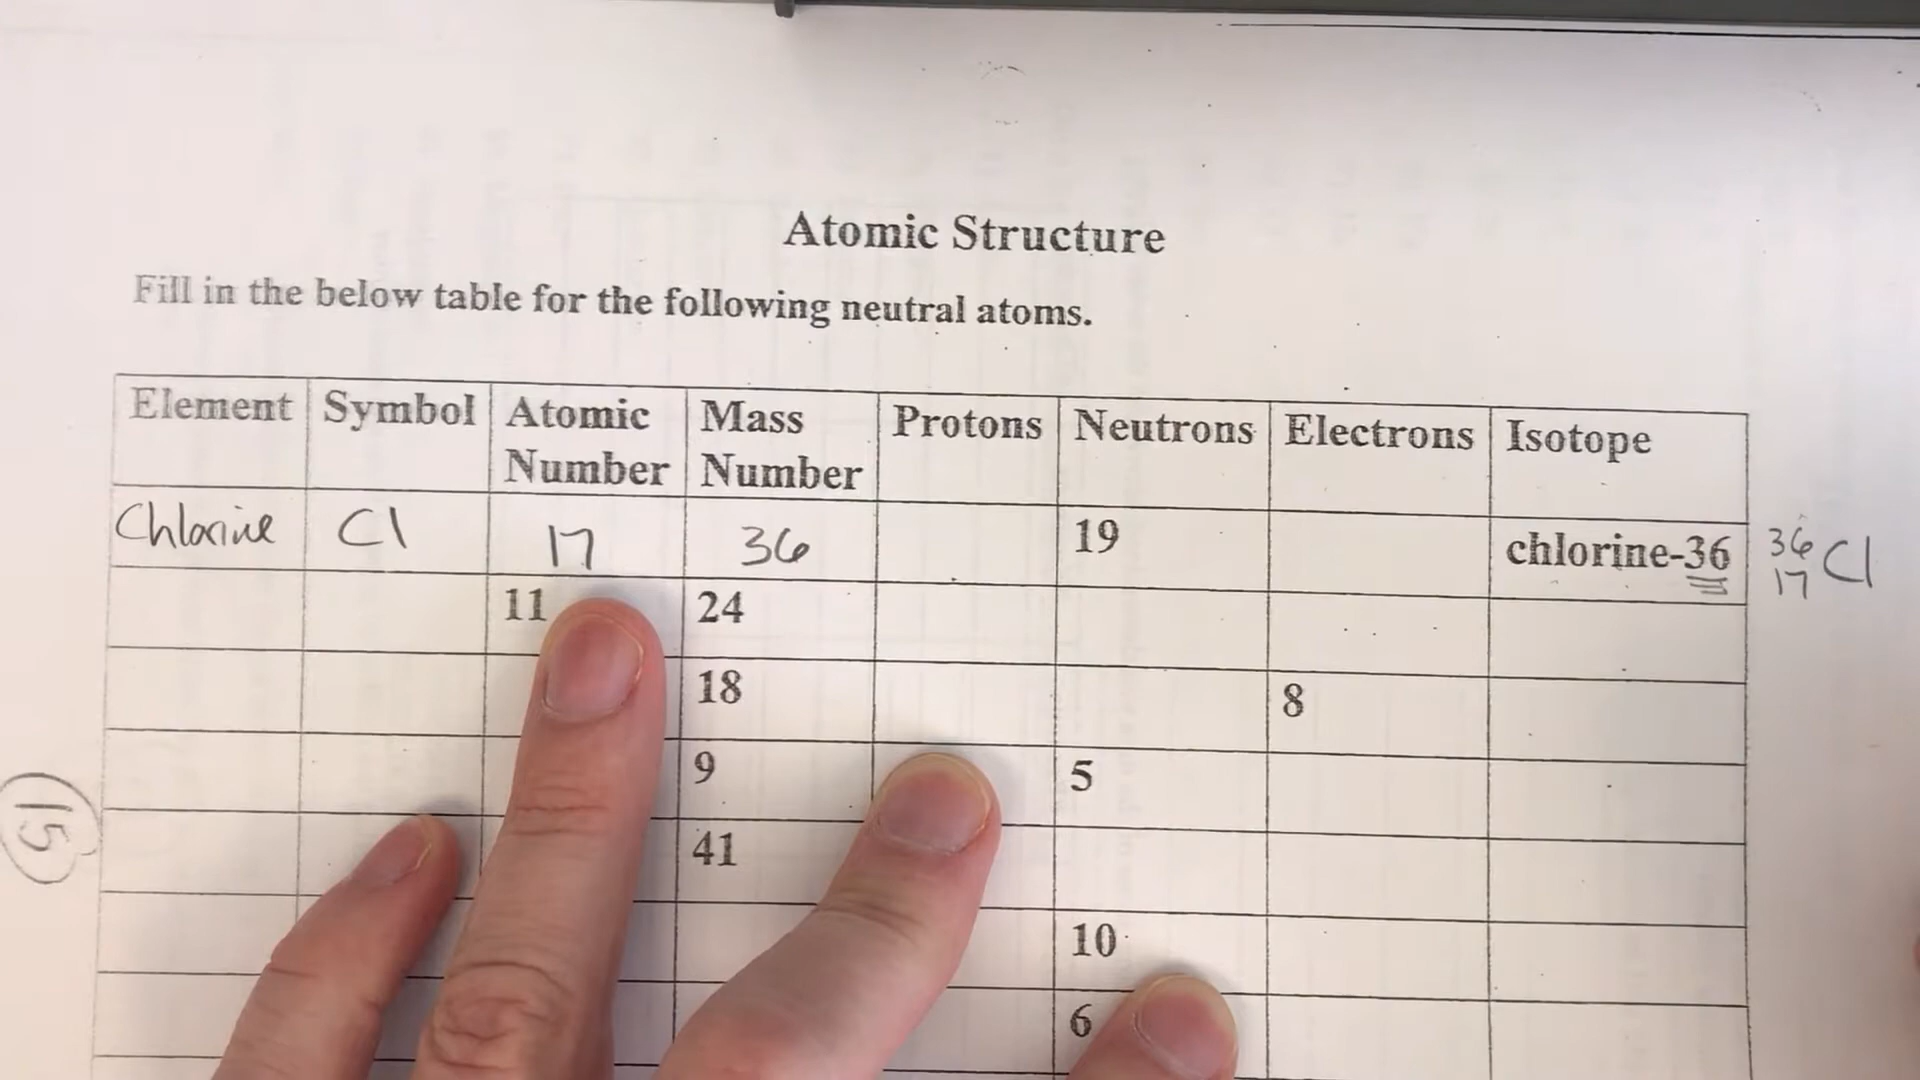 Atomic Structure
Fill in the below table for the following neutral atoms.
Element Symbol Atomic Number Mass Number Protons Neutrons Electrons Isotope
Chlorine Cl 17 36 19 chlorine-36 36 17 Cl
11 24
18 8
9 5
41
10
6
15